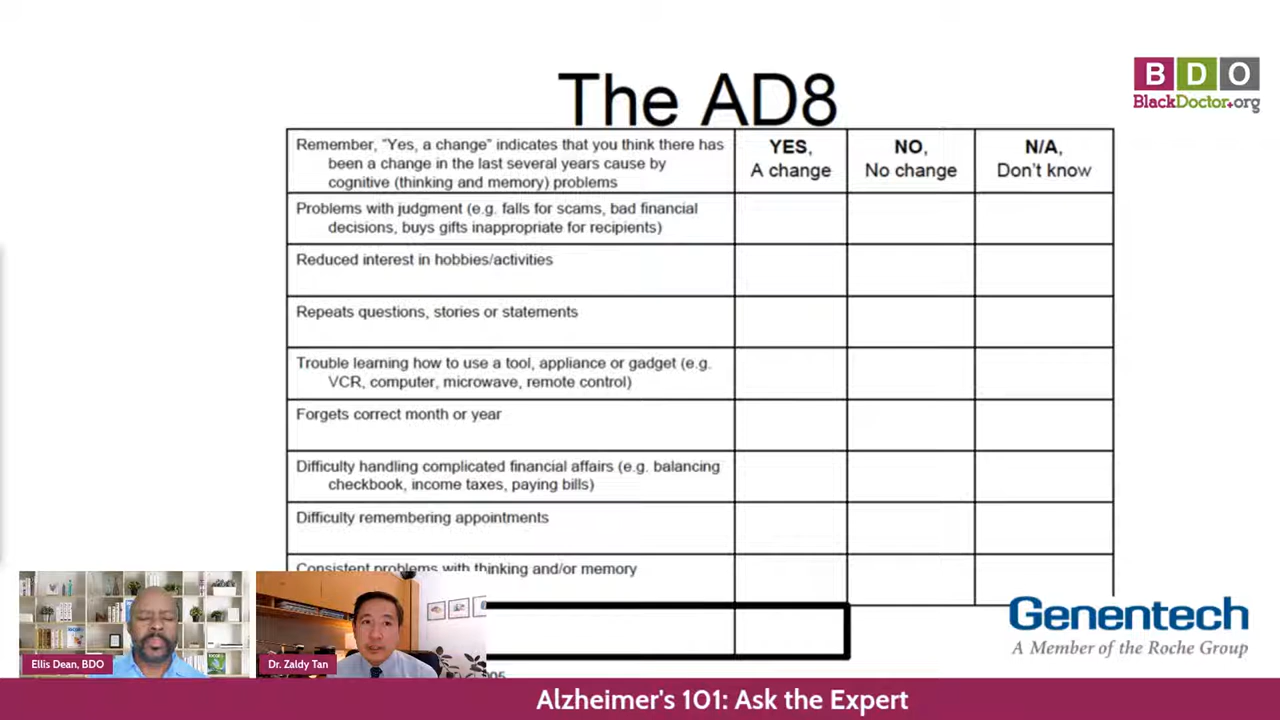 The AD8
B D O
BlackDoctor.org
Remember, "Yes, a change" indicates that you think there has
been a change in the last several years cause by
cognitive (thinking and memory) problems
YES,
A change
NO,
No change
N/A,
Don't know
Problems with judgment (e.g. falls for scams, bad financial
decisions, buys gifts inappropriate for recipients)
Reduced interest in hobbies/activities
Repeats questions, stories or statements
Trouble learning how to use a tool, appliance or gadget (e.g.
VCR, computer, microwave, remote control)
Forgets correct month or year
Difficulty handling complicated financial affairs (e.g. balancing
checkbook, income taxes, paying bills)
Difficulty remembering appointments
Consistent problems with thinking and/or memory
Ellis Dean, BDO
Dr. Zaldy Tan
Genentech
A Member of the Roche Group
Alzheimer's 101: Ask the Expert